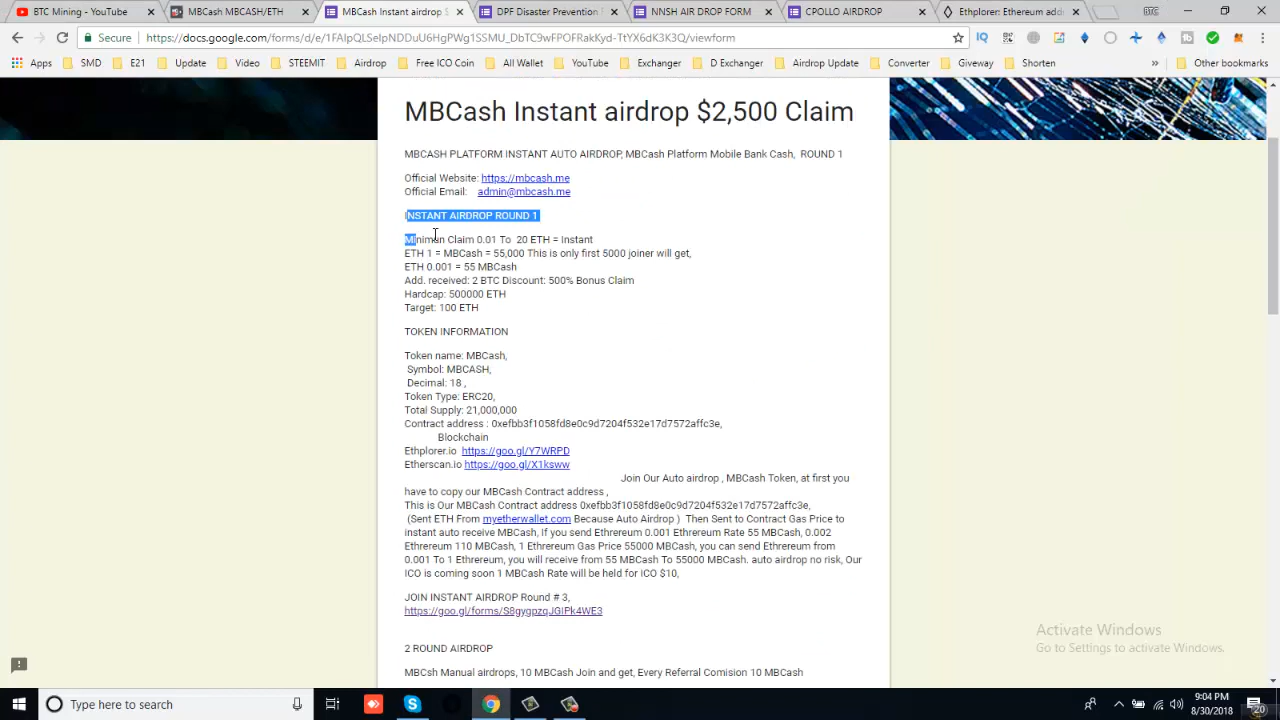 BTC Mining - YouTube
MBCash MBCASH/ETH
MBCash Instant airdrop $
DPF Disaster Prevention
NNSH AIR DROP FORM
CPOLLO AIRDROP
Ethplorer: Ethereum add
BTC
Secure
https://docs.google.com/forms/d/e/1FAIpQLSeIpNDDuU6HgPWg1SSMU_DbTC9wFPOFRakKyd-TtYX6dK3K3Q/viewform
Apps
SMD
E21
Update
Video
STEEMIT
Airdrop
Free ICO Coin
All Wallet
YouTube
Exchanger
D Exchanger
Airdrop Update
Converter
Giveway
»
Other bookmarks
MBCash Instant airdrop $2,500 Claim
MBCASH PLATFORM INSTANT AUTO AIRDROP, MBCash Platform Mobile Bank Cash, ROUND 1
Official Website: https://mbcash.me
Official Email: admin@mbcash.me
INSTANT AIRDROP ROUND 1
Miniman Claim 0.01 To 20 ETH = Instant
ETH 1 = MBCash = 55,000 This is only first 5000 joiner will get,
ETH 0.001 = 55 MBCash
Add. received: 2 BTC Discount: 500% Bonus Claim
Hardcap: 500000 ETH
Target: 100 ETH
TOKEN INFORMATION
Token name: MBCash,
Symbol: MBCASH,
Decimal: 18 ,
Token Type: ERC20,
Total Supply: 21,000,000
Contract address : 0xefbb3f1058fd8e0c9d7204f532e17d7572affc3e,
Blockchain
Ethplorer.io https://goo.gl/Y7WRPD
Etherscan.io https://goo.gl/X1ksww
Join Our Auto airdrop , MBCash Token, at first you
have to copy our MBCash Contract address ,
This is Our MBCash Contract address 0xefbb3f1058fd8e0c9d7204f532e17d7572affc3e,
(Sent ETH From myetherwallet.com Because Auto Airdrop ) Then Sent to Contract Gas Price to
instant auto receive MBCash, If you send Ethrereum 0.001 Ethrereum Rate 55 MBCash, 0.002
Ethrereum 110 MBCash, 1 Ethrereum Gas Price 55000 MBCash, you can send Ethrereum from
0.001 To 1 Ethrereum, you will receive from 55 MBCash To 55000 MBCash. auto airdrop no risk, Our
ICO is coming soon 1 MBCash Rate will be held for ICO $10,
JOIN INSTANT AIRDROP Round # 3,
https://goo.gl/forms/S8gygpzqJGIPk4WE3
2 ROUND AIRDROP
MBCsh Manual airdrops, 10 MBCash Join and get, Every Referral Comision 10 MBCash
Activate Windows
Go to Settings to activate Windows.
Type here to search
9:04 PM
8/30/2018
20